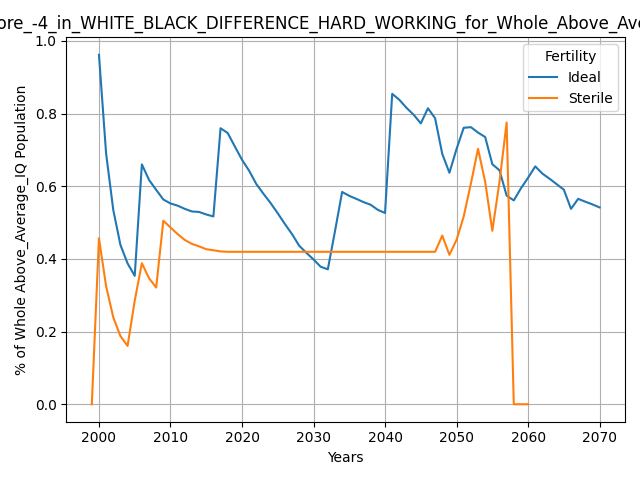 ore_-4_in_WHITE_BLACK_DIFFERENCE_HARD_WORKING_for_Whole_Above_Ave
1.0
0.8
0.6
0.4
0.2
0.0
% of Whole Above_Average_IQ Population
Fertility
Ideal
Sterile
2000 2010 2020 2030 2040 2050 2060 2070
Years